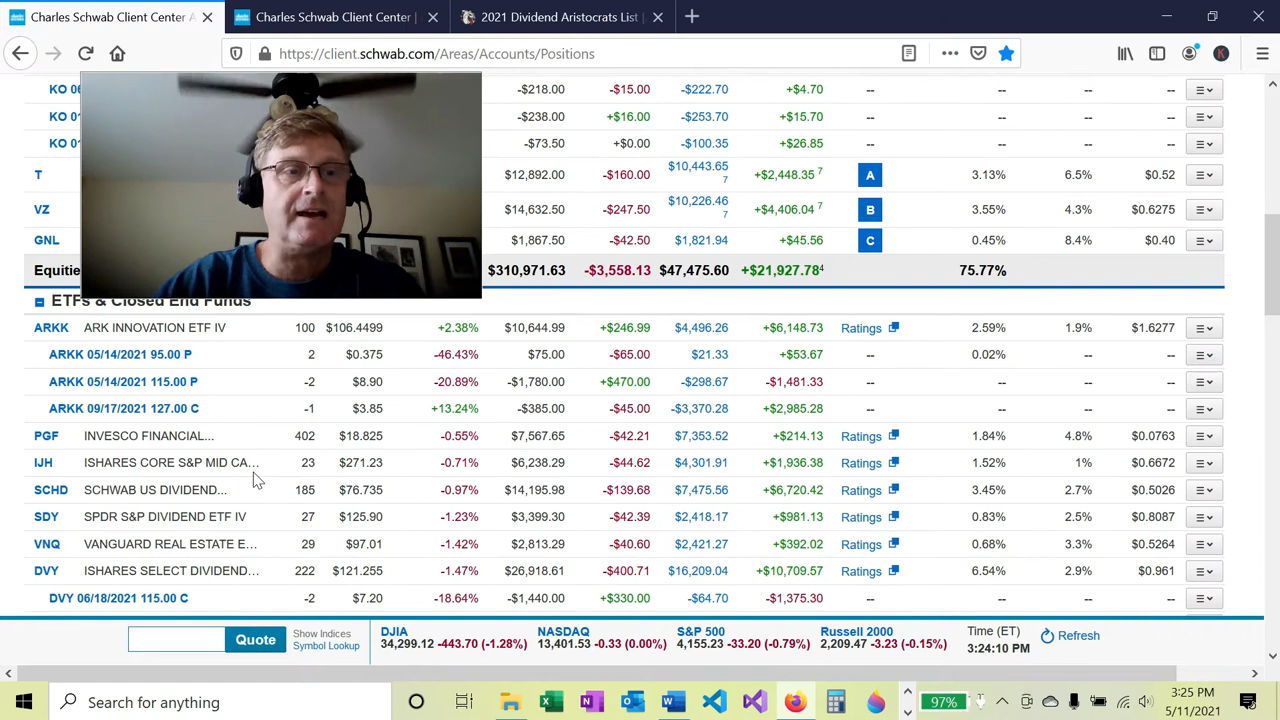 Charles Schwab Client Center A
Charles Schwab Client Center |
2021 Dividend Aristocrats List |
https://client.schwab.com/Areas/Accounts/Positions
KO 06 -$218.00 -$15.00 -$222.70 +$4.70 -- -- --
KO 01 -$238.00 +$16.00 -$253.70 +$15.70 -- -- --
KO 01 -$73.50 +$0.00 -$100.35 +$26.85 -- -- --
T $12,892.00 -$160.00 $10,443.65 7 +$2,448.35 7 A 3.13% 6.5% $0.52
VZ $14,632.50 -$247.50 $10,226.46 7 +$4,406.04 7 B 3.55% 4.3% $0.6275
GNL $1,867.50 -$42.50 $1,821.94 +$45.56 C 0.45% 8.4% $0.40
Equitie $310,971.63 -$3,558.13 $47,475.60 +$21,927.78 4 75.77%
ETFs & Closed End Funds
ARKK ARK INNOVATION ETF IV 100 $106.4499 +2.38% $10,644.99 +$246.99 $4,496.26 +$6,148.73 Ratings 2.59% 1.9% $1.6277
ARKK 05/14/2021 95.00 P 2 $0.375 -46.43% $75.00 -$65.00 $21.33 +$53.67 -- 0.02% -- --
ARKK 05/14/2021 115.00 P -2 $8.90 -20.89% -$1,780.00 +$470.00 -$298.67 -$1,481.33 -- -- -- --
ARKK 09/17/2021 127.00 C -1 $3.85 +13.24% -$385.00 -$45.00 -$3,370.28 +$2,985.28 -- -- -- --
PGF INVESCO FINANCIAL... 402 $18.825 -0.55% $7,567.65 -$42.21 $7,353.52 +$214.13 Ratings 1.84% 4.8% $0.0763
IJH ISHARES CORE S&P MID CA... 23 $271.23 -0.71% $6,238.29 -$44.62 $4,301.91 +$1,936.38 Ratings 1.52% 1% $0.6672
SCHD SCHWAB US DIVIDEND... 185 $76.735 -0.97% $14,195.98 -$139.68 $7,475.56 +$6,720.42 Ratings 3.45% 2.7% $0.5026
SDY SPDR S&P DIVIDEND ETF IV 27 $125.90 -1.23% $3,399.30 -$42.39 $2,418.17 +$981.13 Ratings 0.83% 2.5% $0.8087
VNQ VANGUARD REAL ESTATE E... 29 $97.01 -1.42% $2,813.29 -$40.60 $2,421.27 +$392.02 Ratings 0.68% 3.3% $0.5264
DVY ISHARES SELECT DIVIDEND... 222 $121.255 -1.47% $26,918.61 -$400.71 $16,209.04 +$10,709.57 Ratings 6.54% 2.9% $0.961
DVY 06/18/2021 115.00 C -2 $7.20 -18.64% -$1,440.00 +$330.00 -$64.70 -$1,375.30 -- -- -- --
Quote
Show Indices
Symbol Lookup
DJIA NASDAQ S&P 500 Russell 2000
34,299.12 -443.70 (-1.28%) 13,401.53 -0.33 (0.00%) 4,155.23 -33.20 (-0.79%) 2,209.47 -3.23 (-0.15%)
Time (ET)
3:24:10 PM
Refresh
Search for anything
97%
3:25 PM
5/11/2021